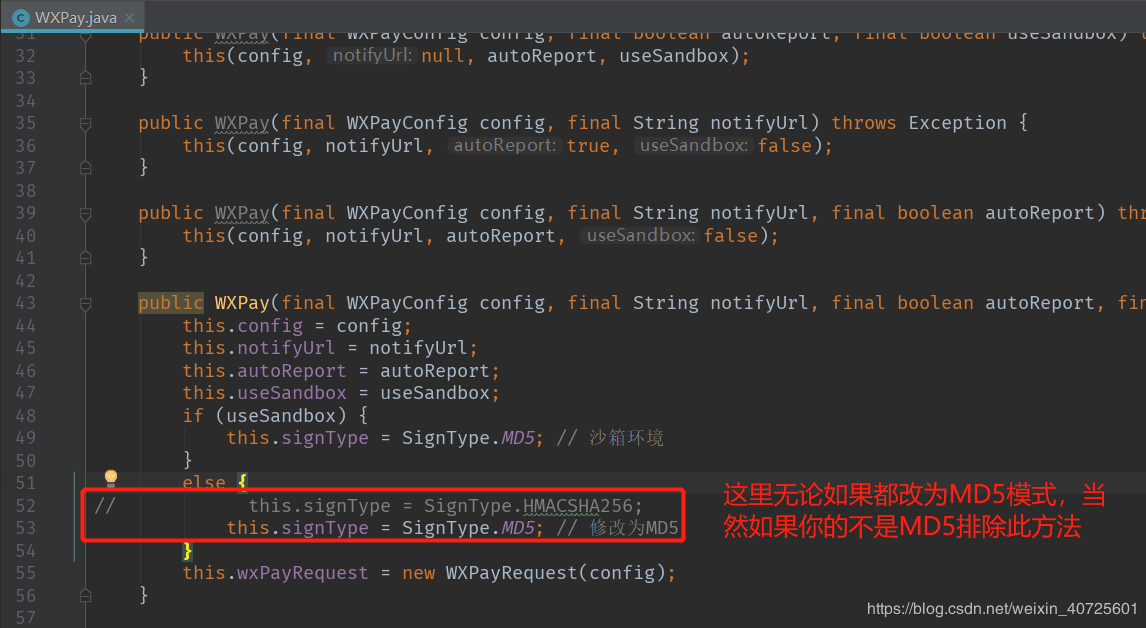 WXPay.java
31 public WXPay(final WXPayConfig config, final boolean autoReport, final boolean useSandbox)
32 this(config, notifyUrl: null, autoReport, useSandbox);
33 }
34
35 public WXPay(final WXPayConfig config, final String notifyUrl) throws Exception {
36 this(config, notifyUrl, autoReport: true, useSandbox: false);
37 }
38
39 public WXPay(final WXPayConfig config, final String notifyUrl, final boolean autoReport) thr
40 this(config, notifyUrl, autoReport, useSandbox: false);
41 }
42
43 public WXPay(final WXPayConfig config, final String notifyUrl, final boolean autoReport, fin
44 this.config = config;
45 this.notifyUrl = notifyUrl;
46 this.autoReport = autoReport;
47 this.useSandbox = useSandbox;
48 if (useSandbox) {
49 this.signType = SignType.MD5; // 沙箱环境
50 }
51 else {
52 // this.signType = SignType.HMACSHA256;
53 this.signType = SignType.MD5; // 修改为MD5
54 }
55 this.wxPayRequest = new WXPayRequest(config);
56 }
57
这里无论如果都改为MD5模式，当
然如果你的不是MD5排除此方法
https://blog.csdn.net/weixin_40725601